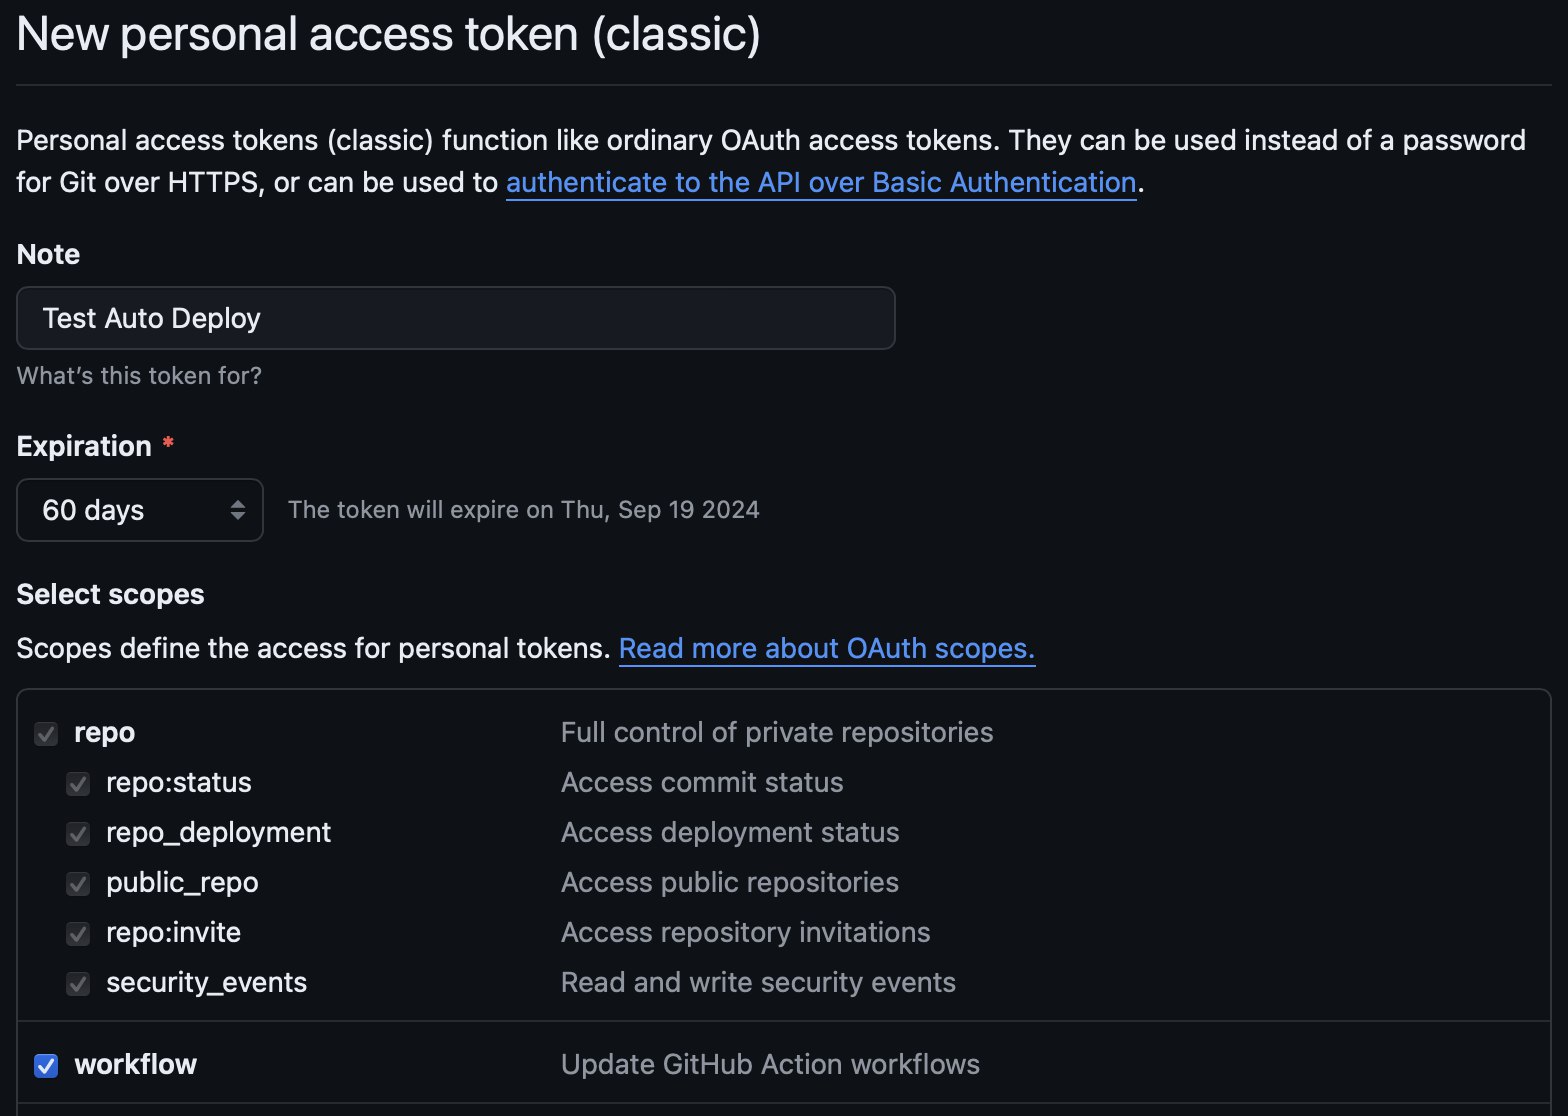 New personal access token (classic)
Personal access tokens (classic) function like ordinary OAuth access tokens. They can be used instead of a password
for Git over HTTPS, or can be used to authenticate to the API over Basic Authentication.
Note
Test Auto Deploy
What's this token for?
Expiration *
60 days The token will expire on Thu, Sep 19 2024
Select scopes
Scopes define the access for personal tokens. Read more about OAuth scopes.
repo Full control of private repositories
repo:status Access commit status
repo_deployment Access deployment status
public_repo Access public repositories
repo:invite Access repository invitations
security_events Read and write security events
workflow Update GitHub Action workflows